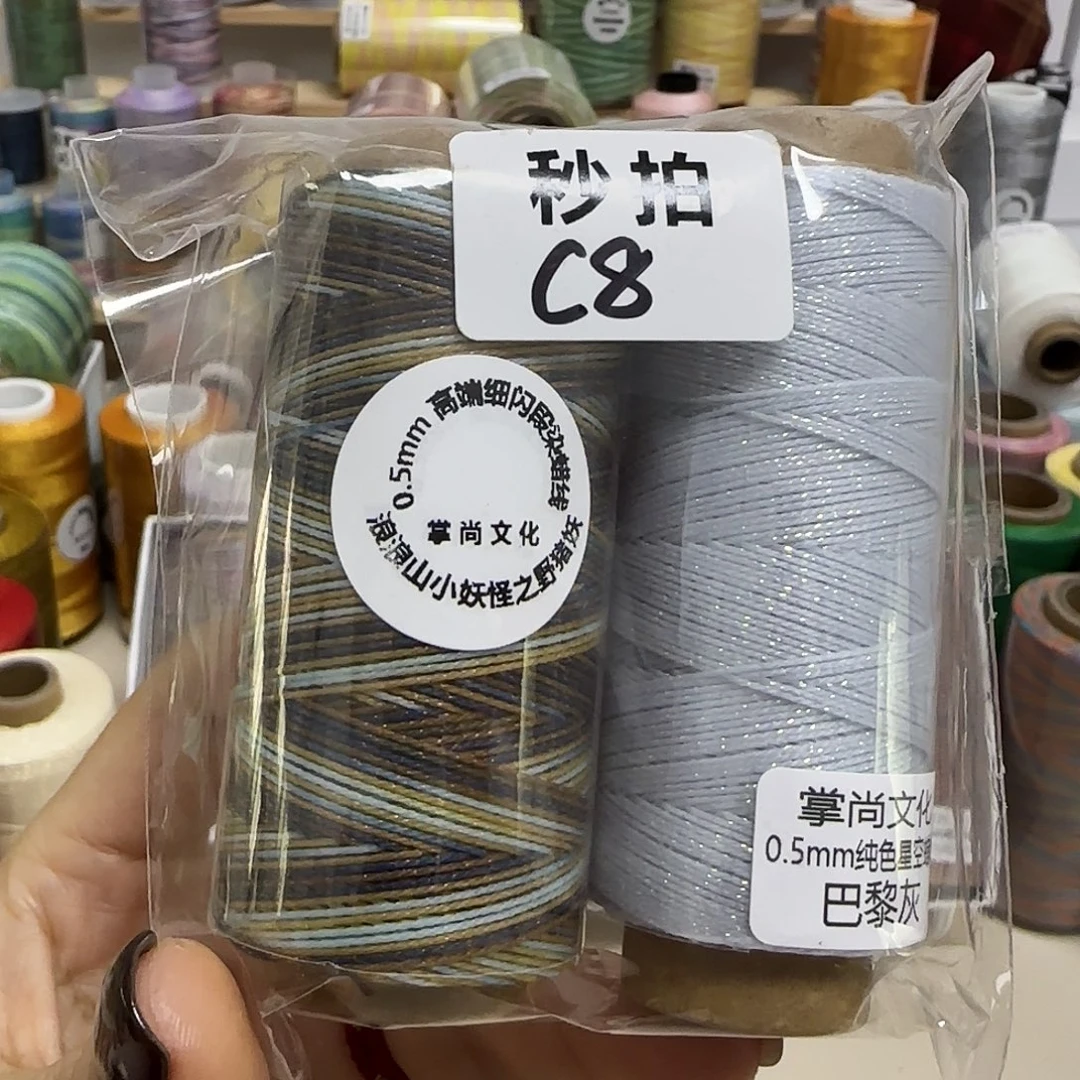 秒拍
C8
0.5mm 高端细闪段染蜡线
掌尚文化
浪浪山小妖怪之野猪妖
掌尚文化
0.5mm纯色星空
巴黎灰